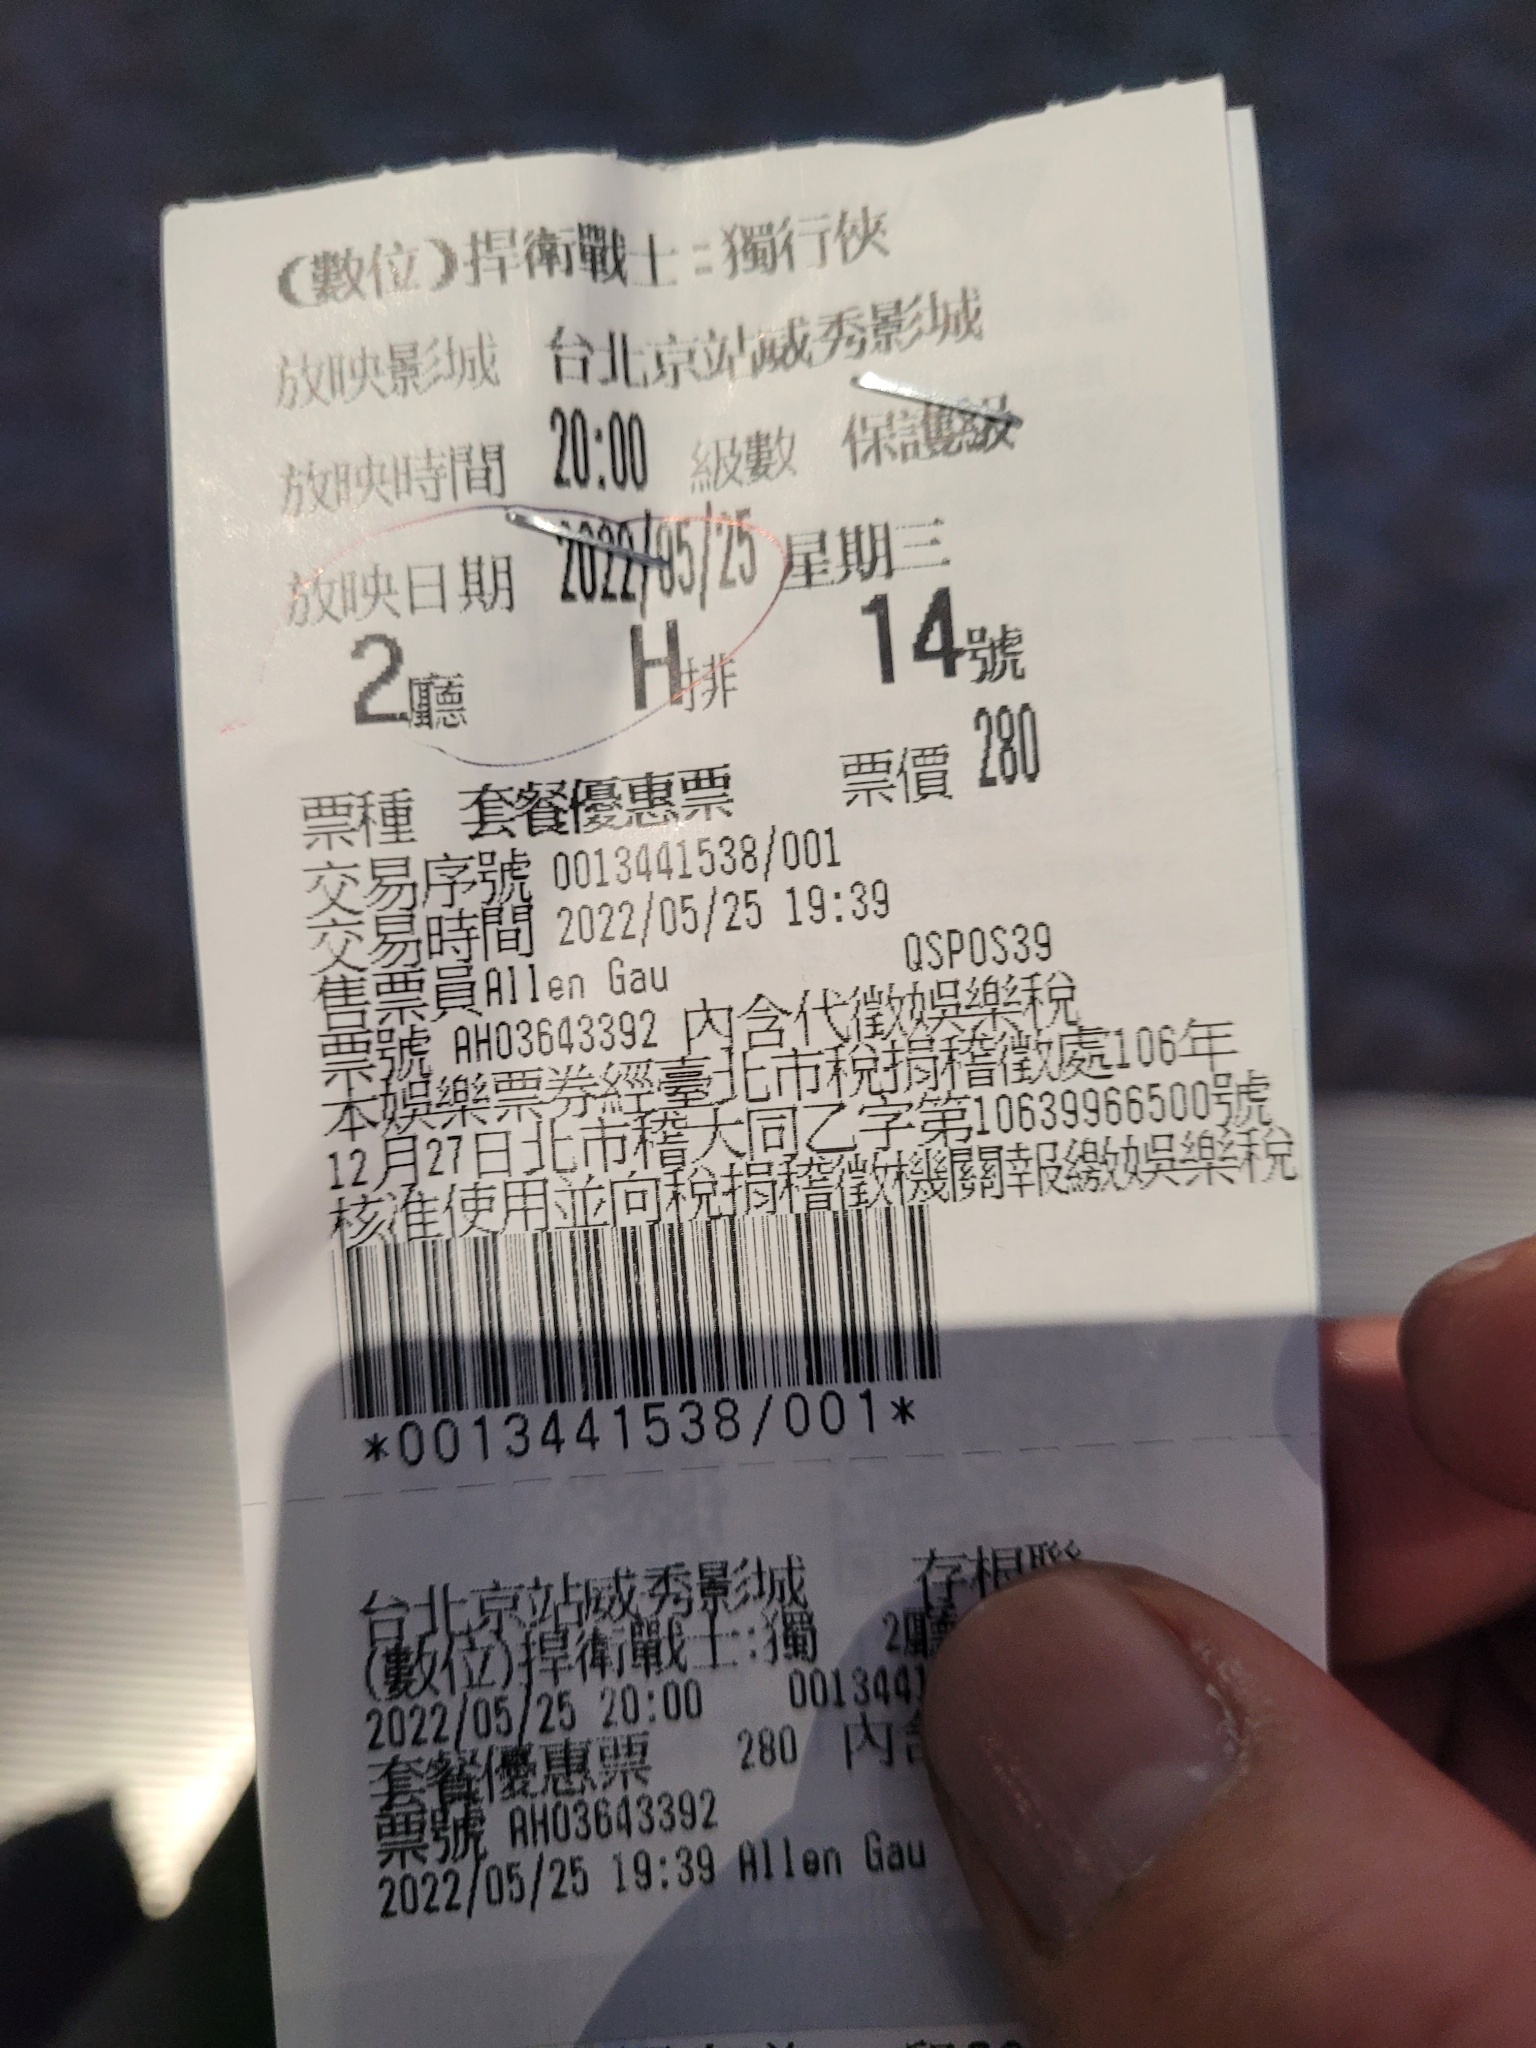 (數位)捍衛戰士:獨行俠
放映影城 台北京站威秀影城
放映時間 20:00 級數 保護級
放映日期 2022/05/25 星期三
2廳 H排 14號
票種 套餐優惠票 票價 280
交易序號 0013441538/001
交易時間 2022/05/25 19:39
售票員Allen Gau QSPOS39
票號 AH03643392 內含代徵娛樂稅
本娛樂票券經臺北市稅捐稽徵處106年
12月27日北市稽大同乙字第10639966500號
核准使用並向稅捐稽徵機關報繳娛樂稅
*0013441538/001*
台北京站威秀影城 存根聯
(數位)捍衛戰士:獨 2廳
2022/05/25 20:00 001344
套餐優惠票 280 內
票號 AH03643392
2022/05/25 19:39 Allen Gau